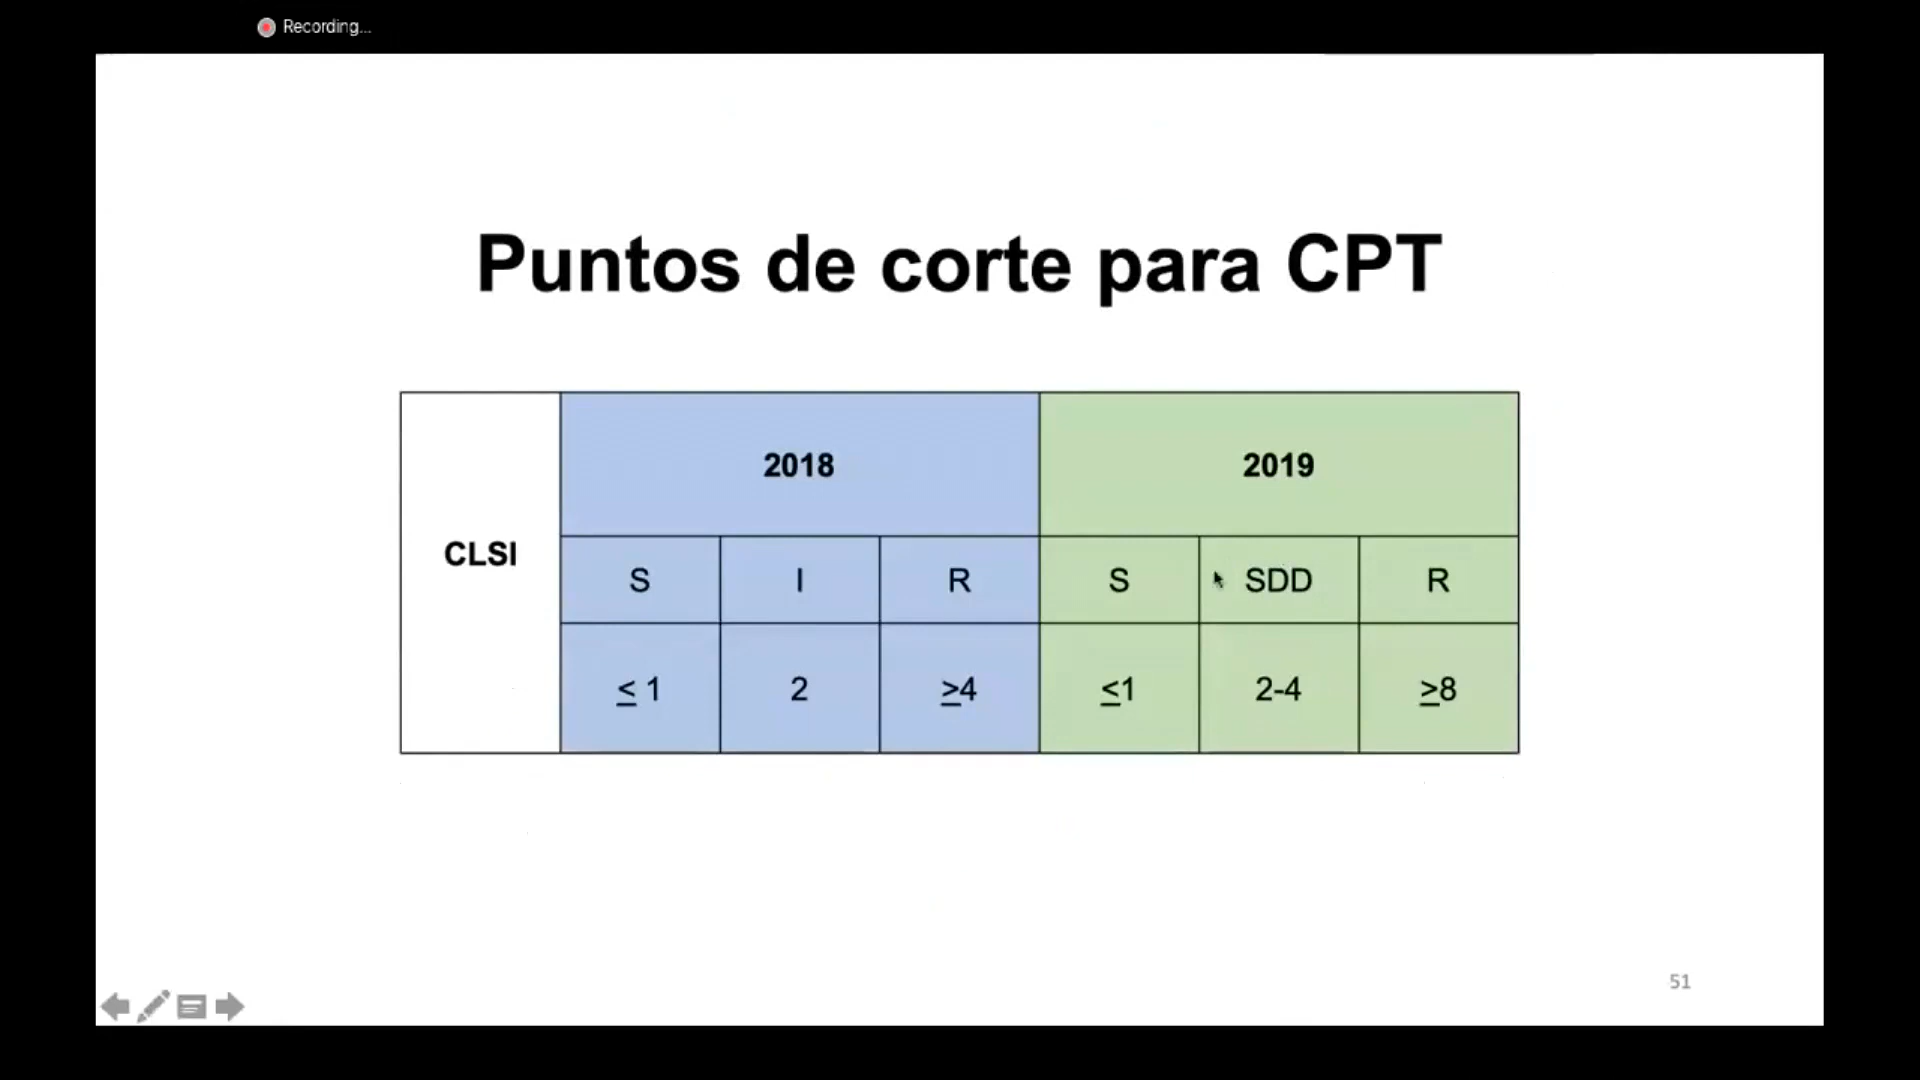 Recording...
Puntos de corte para CPT
CLSI
2018
2019
S I R S SDD R
≤ 1 2 ≥4 ≤1 2-4 ≥8
51